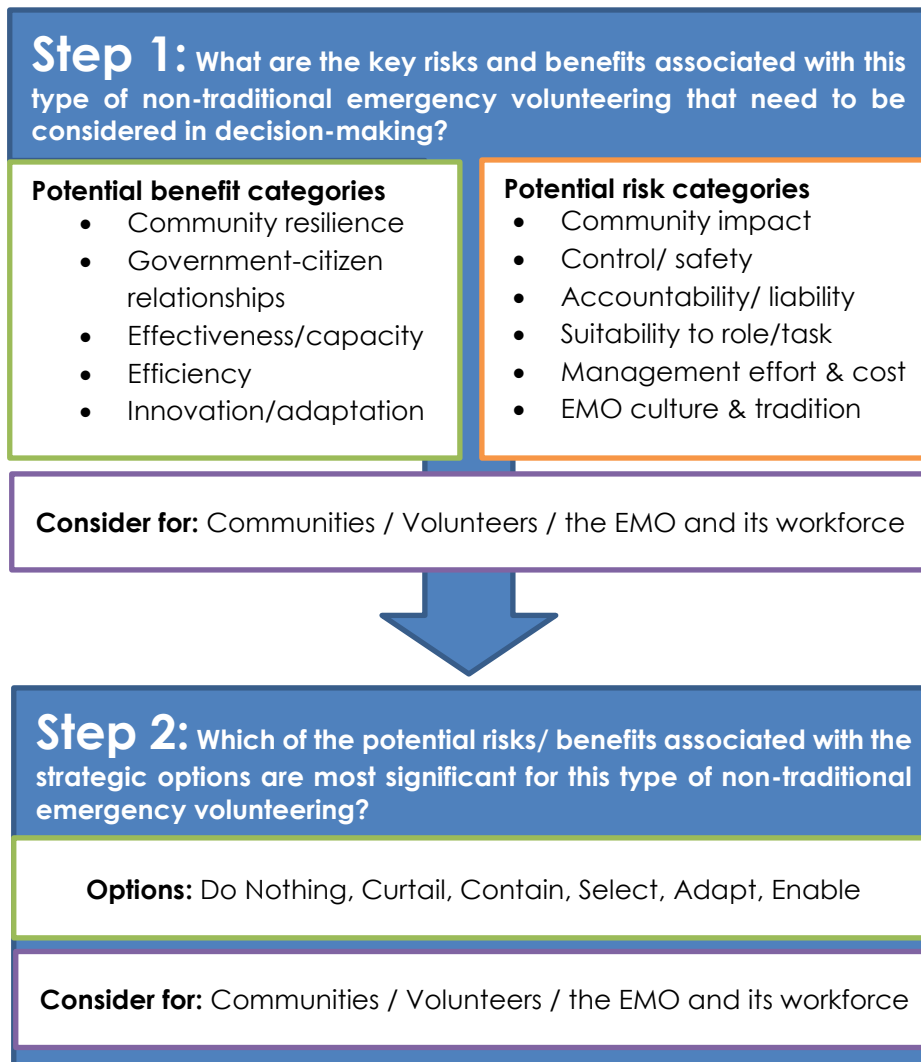 Step 1: What are the key risks and benefits associated with this
type of non-traditional emergency volunteering that need to be
considered in decision-making?
Potential benefit categories
• Community resilience
• Government-citizen
relationships
• Effectiveness/capacity
• Efficiency
• Innovation/adaptation
Potential risk categories
• Community impact
• Control/ safety
• Accountability/ liability
• Suitability to role/task
• Management effort & cost
• EMO culture & tradition
Consider for: Communities / Volunteers / the EMO and its workforce
Step 2: Which of the potential risks/ benefits associated with the
strategic options are most significant for this type of non-traditional
emergency volunteering?
Options: Do Nothing, Curtail, Contain, Select, Adapt, Enable
Consider for: Communities / Volunteers / the EMO and its workforce